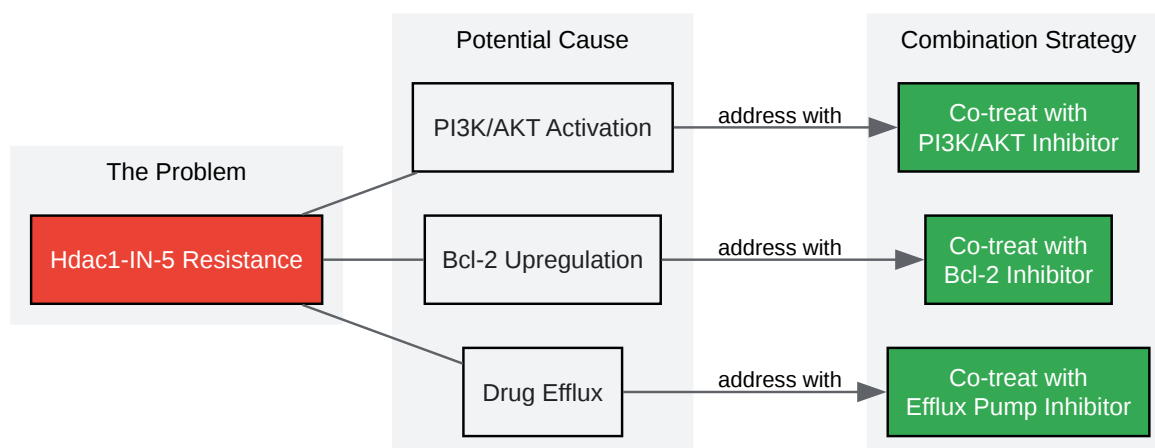 The Problem
Hdac1-IN-5 Resistance
Potential Cause
PI3K/AKT Activation
Bcl-2 Upregulation
Drug Efflux
address with
address with
address with
Combination Strategy
Co-treat with
PI3K/AKT Inhibitor
Co-treat with
Bcl-2 Inhibitor
Co-treat with
Efflux Pump Inhibitor